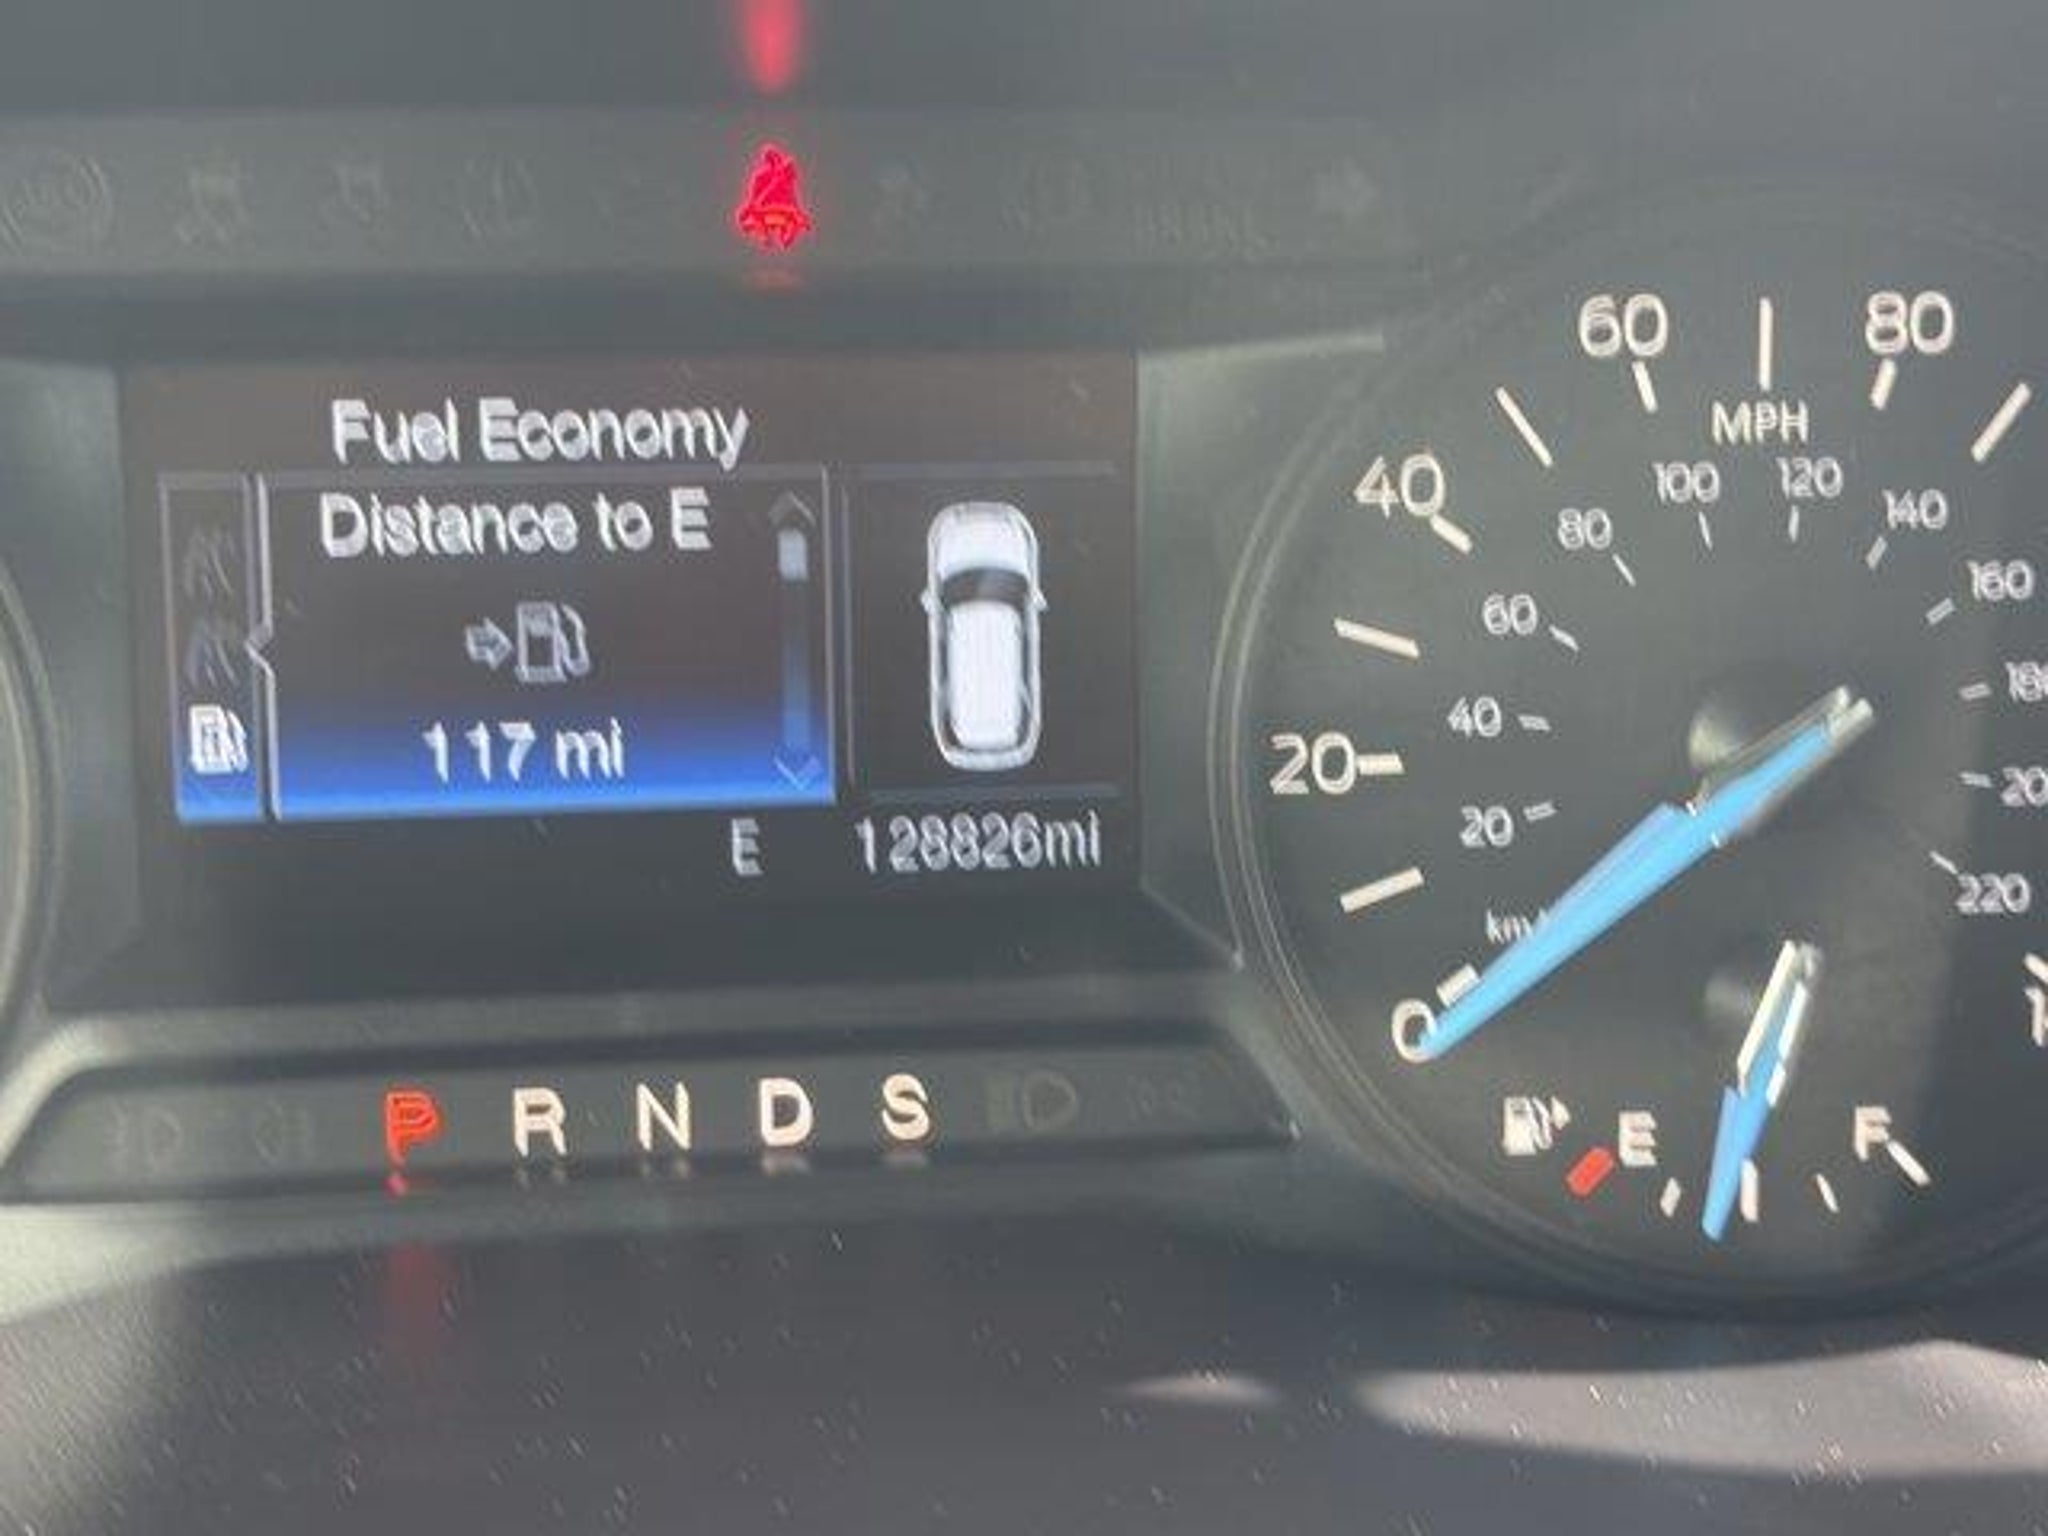 Fuel Economy
Distance to E
117 mi
E 128826mi
P R N D S
60 80
MPH
40
100 120
80 140
60 160
40
20
20
220
km/
0
E F